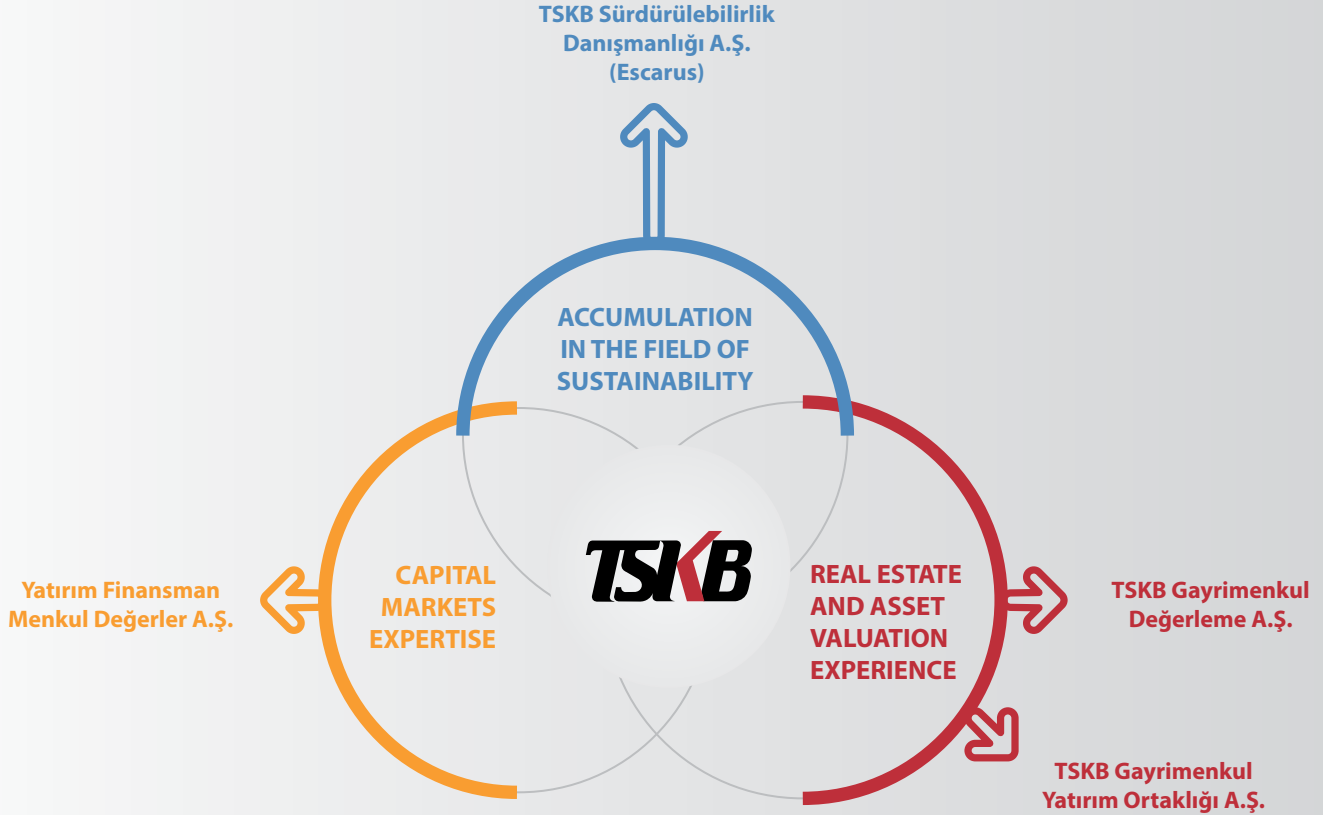 TSKB Sürdürülebilirlik
Danışmanlığı A.Ş.
(Escarus)
ACCUMULATION
IN THE FIELD OF
SUSTAINABILITY
Yatırım Finansman
Menkul Değerler A.Ş.
CAPITAL
MARKETS
EXPERTISE
TSKB
REAL ESTATE
AND ASSET
VALUATION
EXPERIENCE
TSKB Gayrimenkul
Değerleme A.Ş.
TSKB Gayrimenkul
Yatırım Ortaklığı A.Ş.